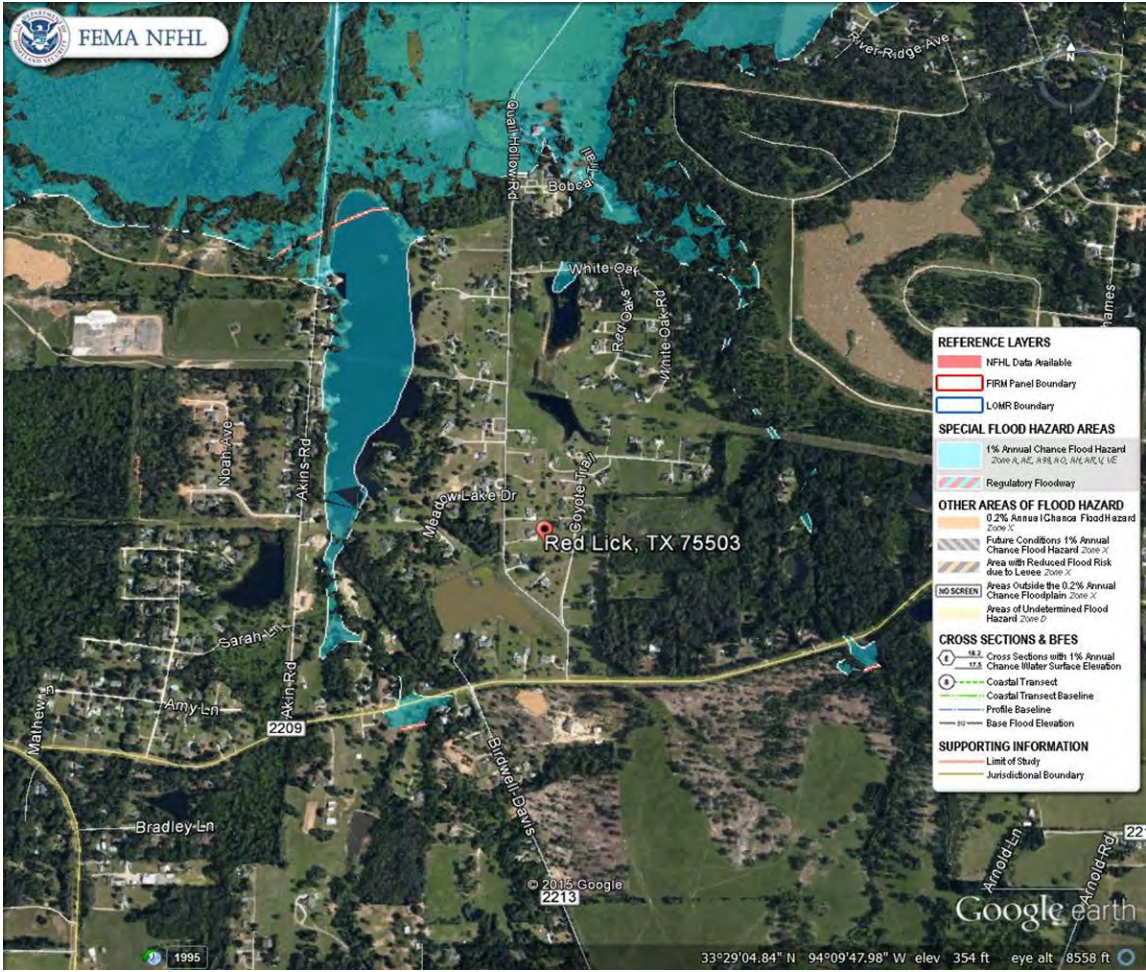 FEMA NFHL
River-Ridge-Ave
N
Quail Hollow Rd
Trail
White Oak Rd
Red Oaks
Noah Ave
Akins-Rd
Meadow Lake Dr
Coyote-Trail
Red Lick, TX 75503
Sarah-Ln
Akin-Rd
Amy-Ln
2209
Birdwell-Davis
Bradley Ln
Arnold-Ln
Arnold-Rd
REFERENCE LAYERS
NFHL Data Available
FIRM Panel Boundary
LOMR Boundary
SPECIAL FLOOD HAZARD AREAS
1% Annual Chance Flood Hazard
Zone A, AE, A99, AO, AH, AR, V, VE
Regulatory Floodway
OTHER AREAS OF FLOOD HAZARD
0.2% Annual Chance Flood Hazard
Zone X
Future Conditions 1% Annual
Chance Flood Hazard Zone X
Area with Reduced Flood Risk
due to Levee Zone X
NO SCREEN
Areas Outside the 0.2% Annual
Chance Floodplain Zone X
Areas of Undetermined Flood
Hazard Zone D
CROSS SECTIONS & BFES
E 18.2 17.5
Cross Sections with 1% Annual
Chance Water Surface Elevation
8 Coastal Transect
Coastal Transect Baseline
Profile Baseline
Base Flood Elevation
SUPPORTING INFORMATION
Limit of Study
Jurisdictional Boundary
© 2015 Google
2213
Google earth
1995
33°29'04.84" N 94°09'47.98" W elev 354 ft eye alt 8558 ft